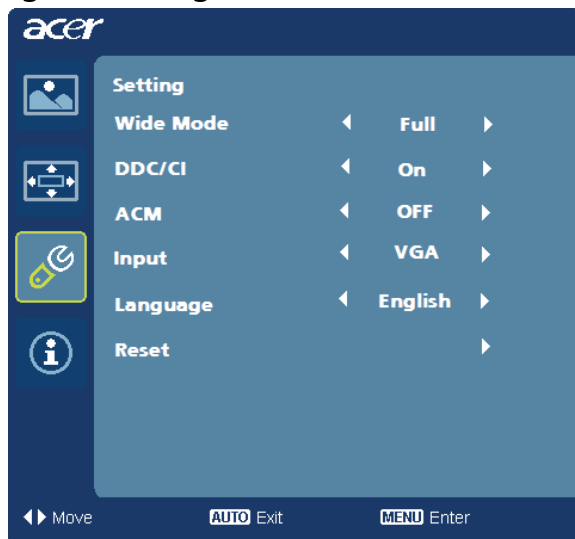 acer
Setting
Wide Mode Full
DDC/CI On
ACM OFF
Input VGA
Language English
Reset
Move AUTO Exit MENU Enter